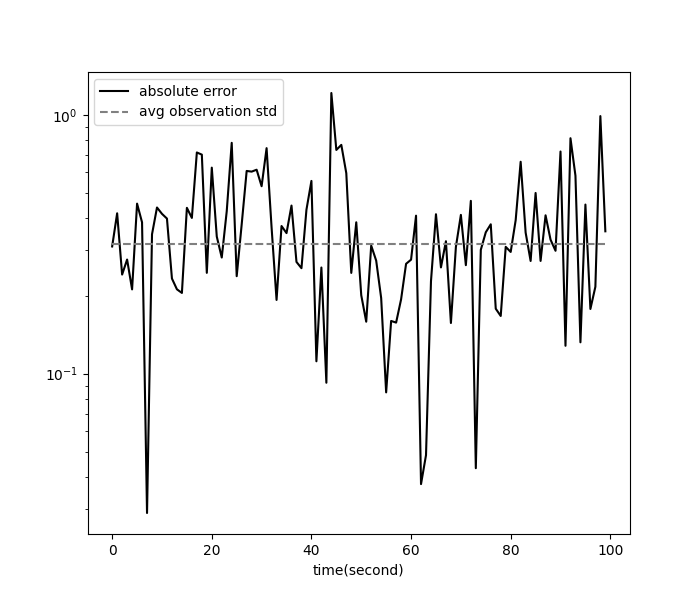 absolute error
avg observation std
10⁰
10⁻¹
0 20 40 60 80 100
time(second)